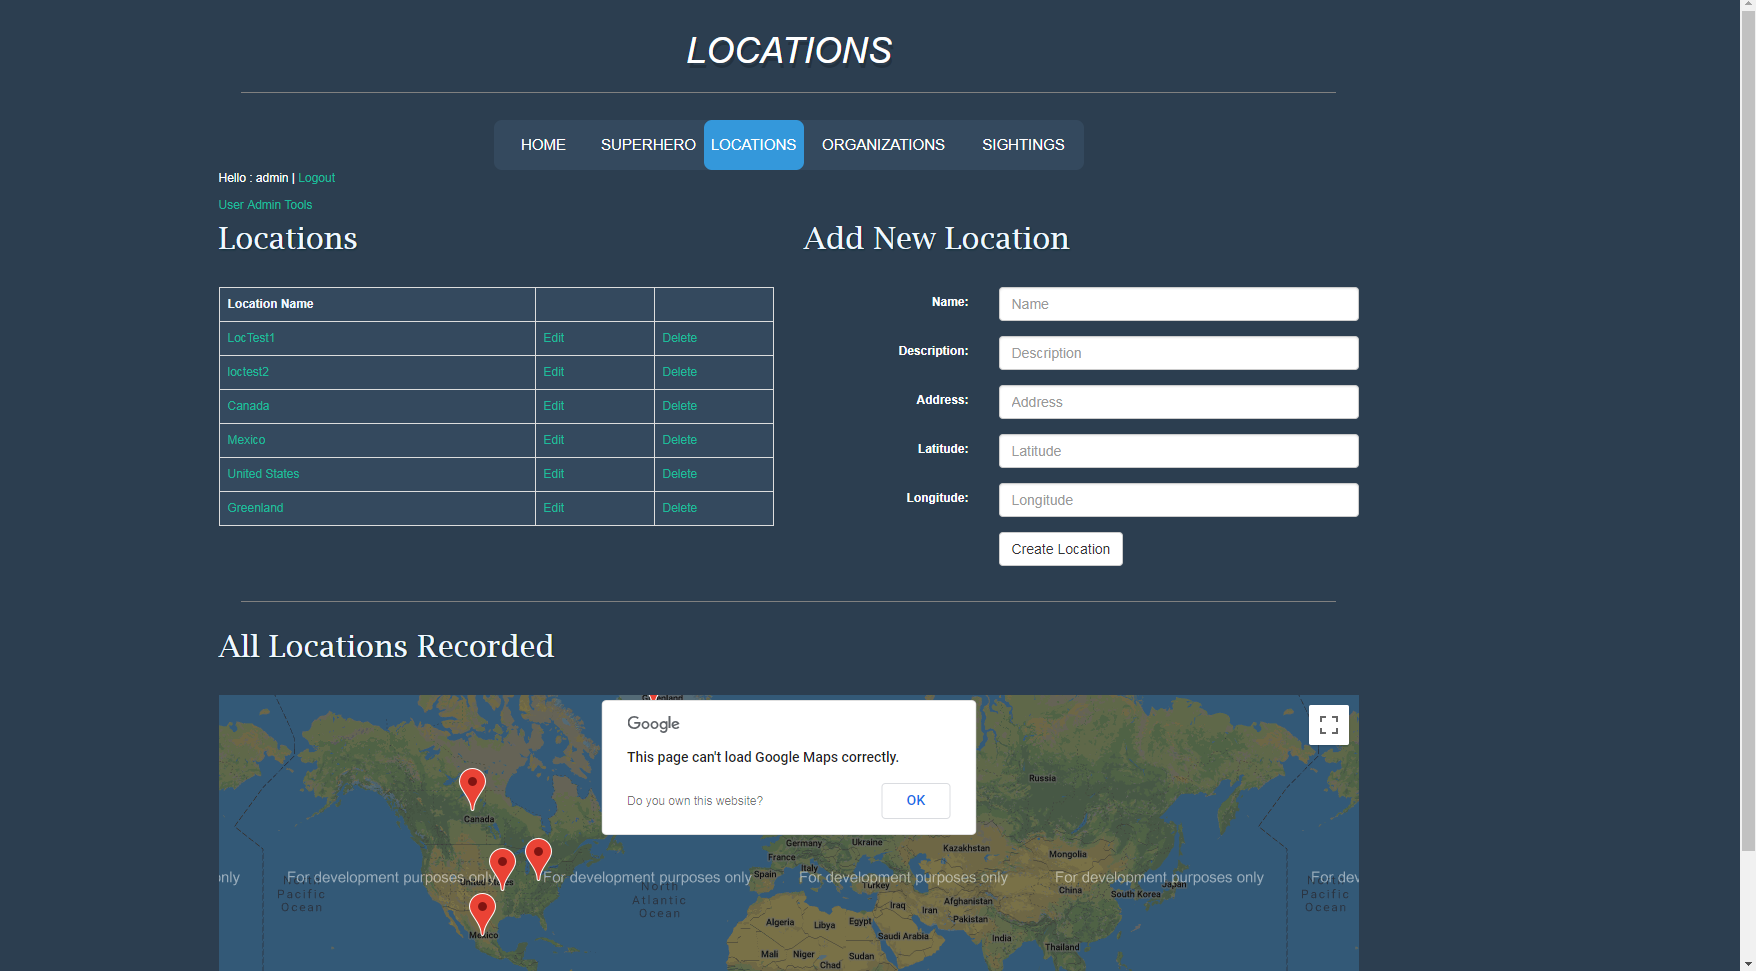 LOCATIONS
HOME SUPERHERO LOCATIONS ORGANIZATIONS SIGHTINGS
Hello : admin | Logout
User Admin Tools
Locations
Location Name
LocTest1 Edit Delete
loctest2 Edit Delete
Canada Edit Delete
Mexico Edit Delete
United States Edit Delete
Greenland Edit Delete
Add New Location
Name: Name
Description: Description
Address: Address
Latitude: Latitude
Longitude: Longitude
Create Location
All Locations Recorded
Greenland
Google
This page can't load Google Maps correctly.
Do you own this website? OK
Russia
Canada
Germany Ukraine
Kazakhstan
France
Mongolia
Italy
Spain
only For development purposes only For development purposes only For development purposes only For development purposes only For dev
United States
Turkey
China
Japan
North Pacific Ocean
North Atlantic Ocean
South Korea
North Pacific Ocean
Iraq
Afghanistan
Iran
Pakistan
Algeria
Libya
Egypt
Mexico
Saudi Arabia
India
Thailand
Mali
Niger
Sudan
Chad